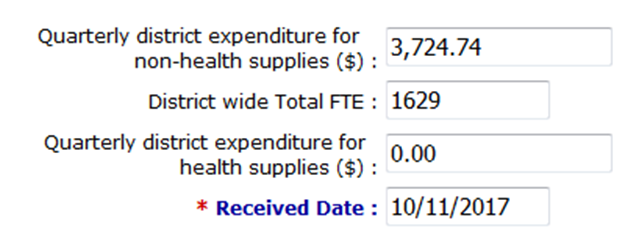 Quarterly district expenditure for
non-health supplies ($) : 3,724.74
District wide Total FTE : 1629
Quarterly district expenditure for
health supplies ($) : 0.00
* Received Date : 10/11/2017